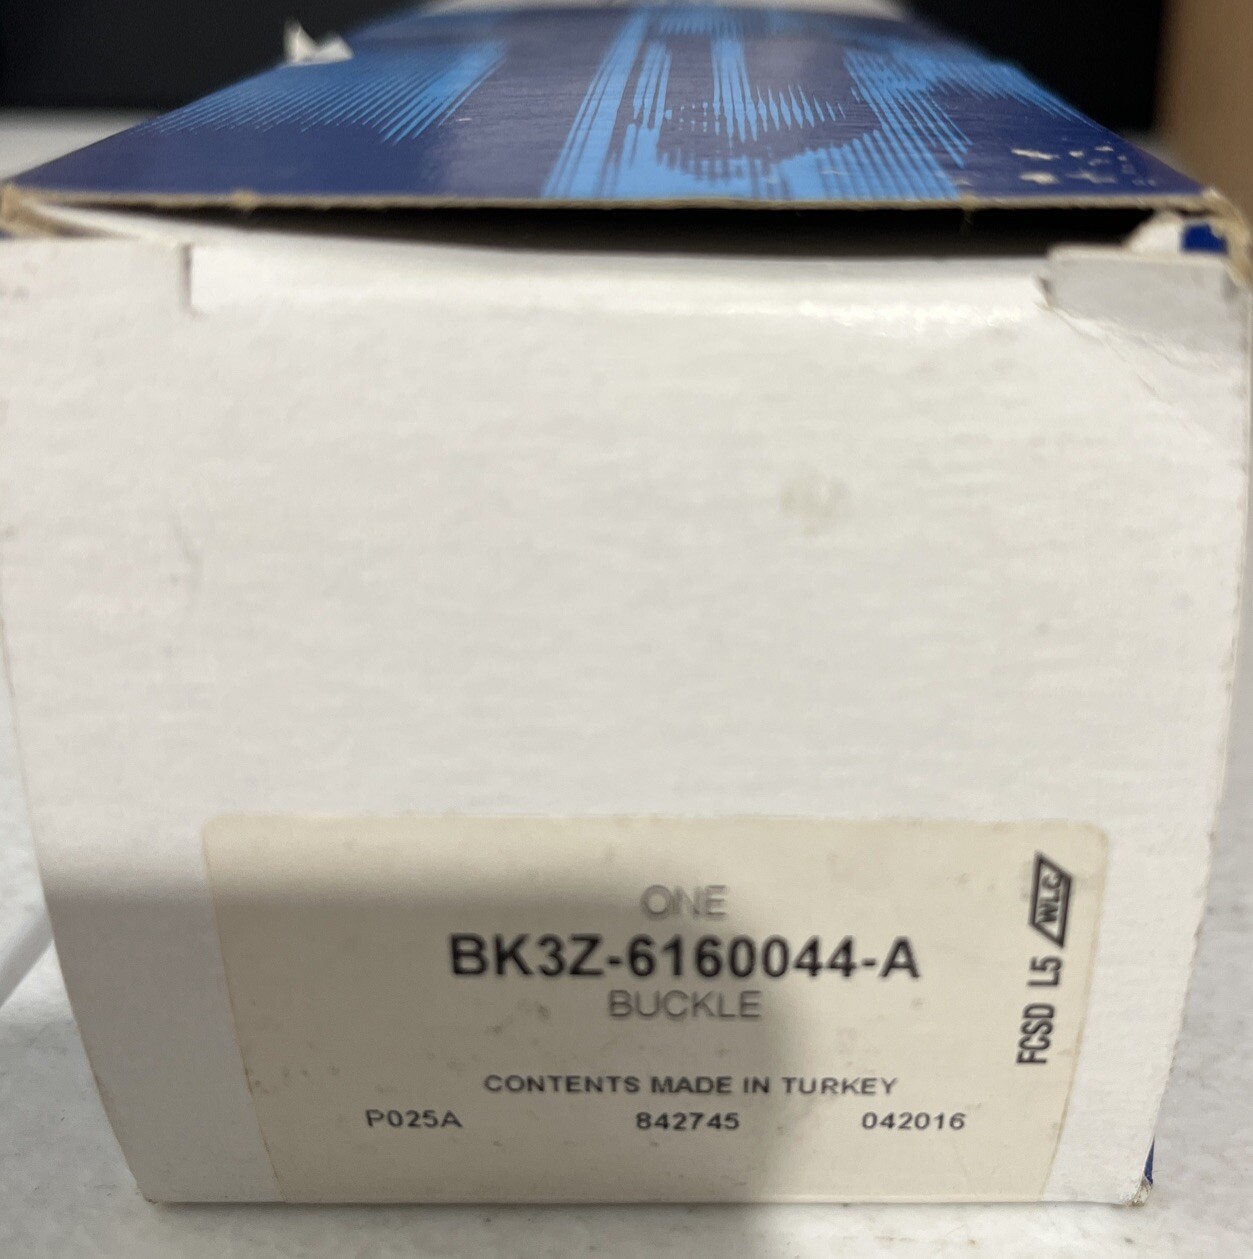 ONE
BK3Z-6160044-A
BUCKLE
CONTENTS MADE IN TURKEY
P025A 842745 042016
FCSD L5 WLC